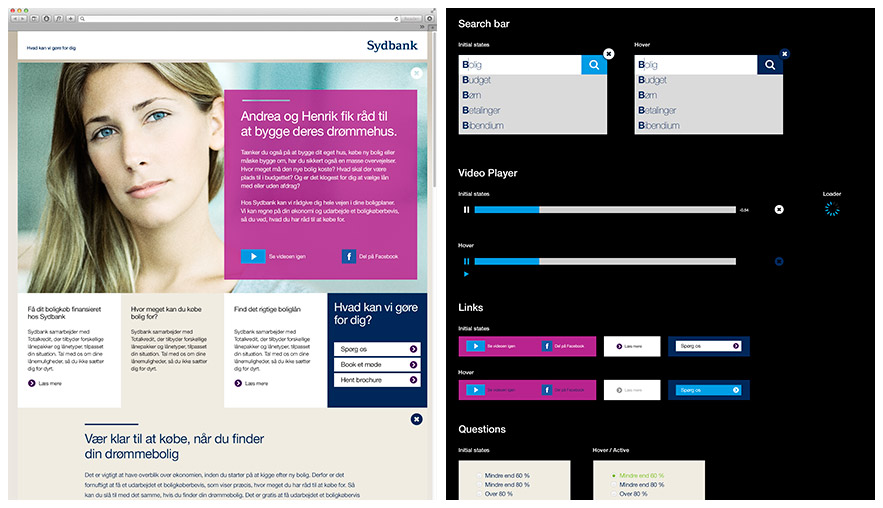 Hvad kan vi gøre for dig
Sydbank
Andrea og Henrik fik råd til
at bygge deres drømmehus.
Tænker du også på at bygge dit eget hus, købe ny bolig eller
måske bygge om, har du sikkert også en masse overvejelser.
Hvor meget må den nye bolig koste? Hvad skal der være
plads til i budgettet? Og er det klogest for dig at vælge lån
med eller uden afdrag?
Hos Sydbank kan vi rådgive dig hele vejen i dine boligplaner.
Vi kan regne på din økonomi og udarbejde et boligkøberbevis,
så du ved, hvad du har råd til at købe for.
Se videoen igen
Del på Facebook
Få dit boligkøb finansieret
hos Sydbank
Sydbank samarbejder med
Totalkredit, der tilbyder forskellige
lånepakker og lånetyper, tilpasset
din situation. Tal med os om dine
lånemuligheder, så du ikke sætter
dig for dyrt.
Læs mere
Hvor meget kan du købe
bolig for?
Sydbank samarbejder med
Totalkredit, der tilbyder forskellige
lånepakker og lånetyper, tilpasset
din situation. Tal med os om dine
lånemuligheder, så du ikke sætter
dig for dyrt.
Find det rigtige boliglån
Sydbank samarbejder med
Totalkredit, der tilbyder forskellige
lånepakker og lånetyper, tilpasset
din situation. Tal med os om dine
lånemuligheder, så du ikke sætter
dig for dyrt.
Læs mere
Hvad kan vi gøre
for dig?
Spørg os
Book et møde
Hent brochure
Vær klar til at købe, når du finder
din drømmebolig
Det er vigtigt at have overblik over økonomien, inden du starter på at kigge efter ny bolig. Derfor er det
fornuftigt at få et udarbejdet et boligkøberbevis, som viser præcis, hvor meget du har råd til at købe for. Så
kan du slå til med det samme, hvis du finder din drømmebolig. Det er gratis at få udarbejdet et boligkøbervis
Search bar
Initial states
Bolig
Budget
Børn
Betalinger
Bibendium
Hover
Bolig
Budget
Børn
Betalinger
Bibendium
Video Player
Initial states
-0.34
Loader
Hover
Links
Initial states
Se videoen igen
Del på Facebook
Læs mere
Spørg os
Hover
Se videoen igen
Del på Facebook
Læs mere
Spørg os
Questions
Initial states
Mindre end 60 %
Mindre end 80 %
Over 80 %
Hover / Active
Mindre end 60 %
Mindre end 80 %
Over 80 %